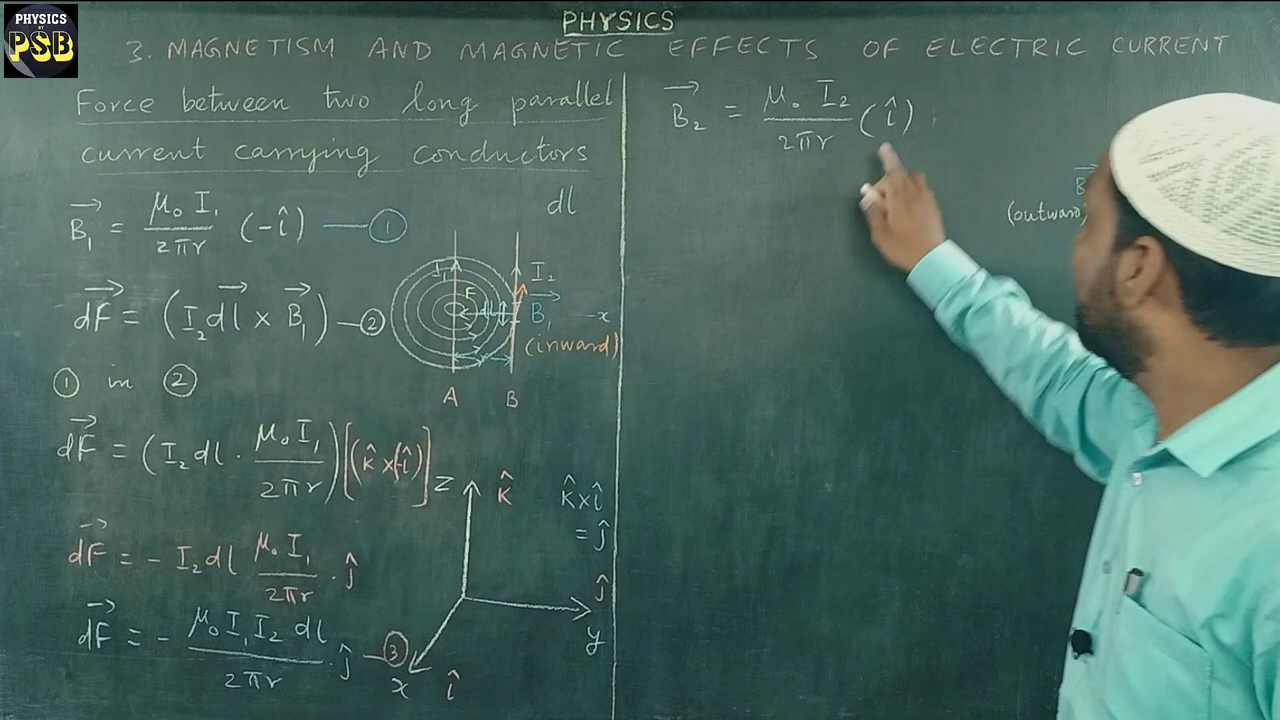 PHYSICS
BY
PSB
PHYSICS
3. MAGNETISM AND MAGNETIC EFFECTS OF ELECTRIC CURRENT
Force between two long parallel
current carrying conductors
B₁⃗ = μ₀ I₁ / 2πr (-î) — ①
dl
dF⃗ = (I₂ dl⃗ × B₁⃗) — ②
I₁
I₂
F
dl
B₁⃗
-x
(inward)
r
A
B
① in ②
dF⃗ = (I₂ dl · μ₀ I₁ / 2πr) [(k̂ × (-î)]
dF⃗ = - I₂ dl μ₀ I₁ / 2πr · ĵ
dF⃗ = - μ₀ I₁ I₂ dl / 2πr · ĵ — ③
Z
k̂
k̂ × î
= ĵ
ĵ
y
x
î
B₂⃗ = μ₀ I₂ / 2πr (î)
B
(outward)